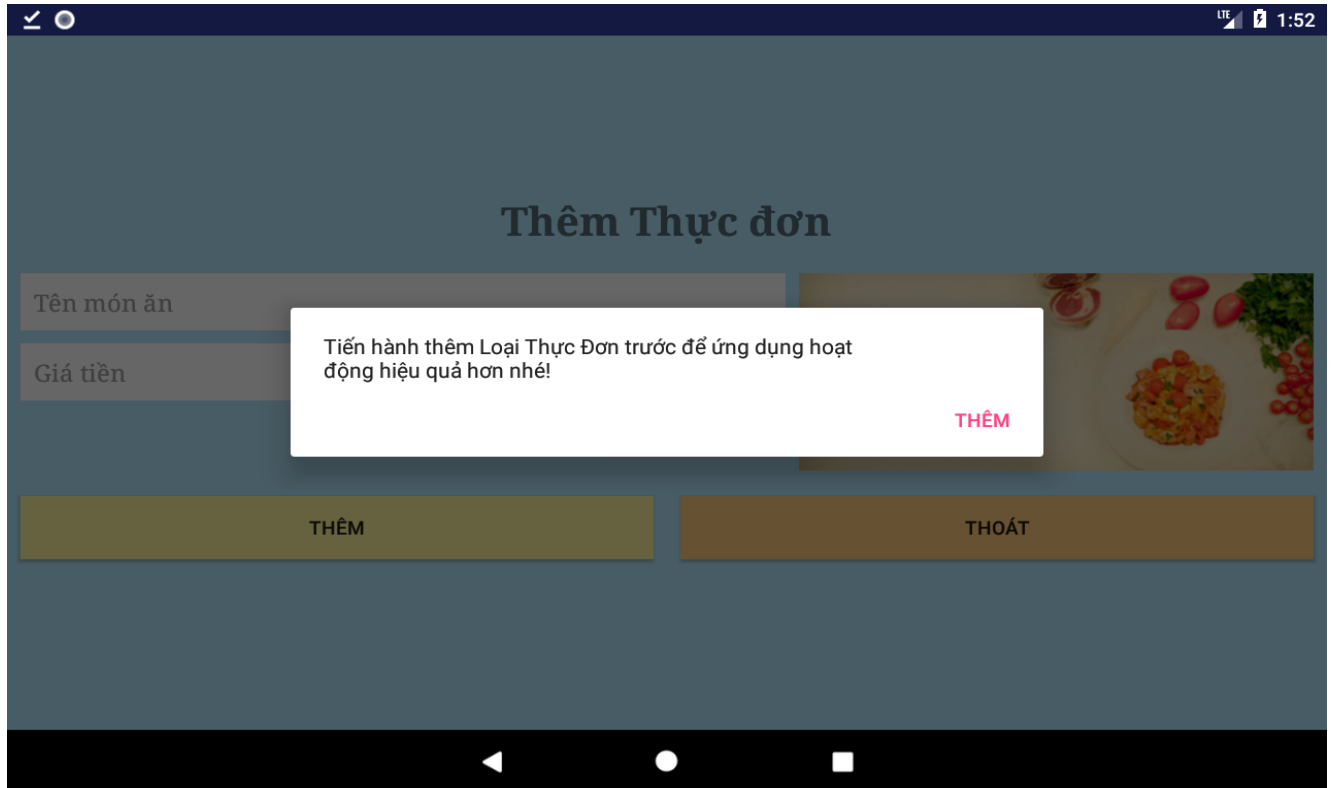 LTE 1:52
Thêm Thực đơn
Tên món ăn
Giá tiền
Tiến hành thêm Loại Thực Đơn trước để ứng dụng hoạt
động hiệu quả hơn nhé!
THÊM
THÊM THOÁT